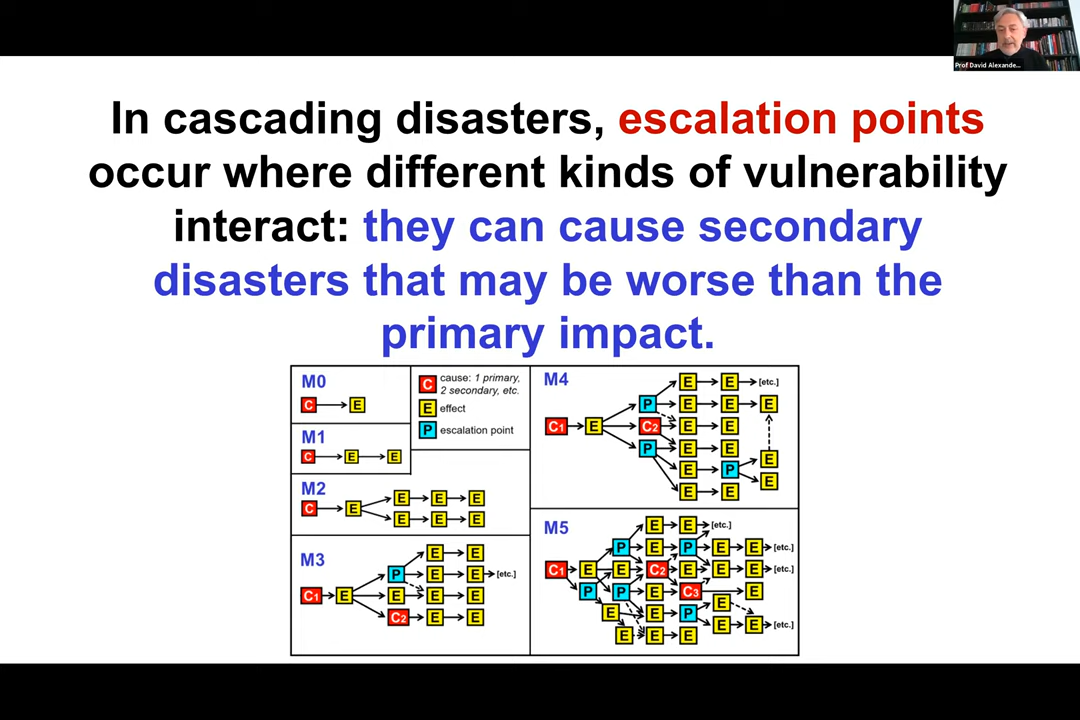 Prof David Alexande...
In cascading disasters, escalation points
occur where different kinds of vulnerability
interact: they can cause secondary
disasters that may be worse than the
primary impact.
M0
C E
C cause: 1 primary,
2 secondary, etc.
E effect
P escalation point
M1
C E E
M2
E E E
C E
E E E
M3
E E
P E E [etc.]
C1 E E E E
C2 E E
M4
E E [etc.]
P E E E
C1 E C2 E E
P E E E
E P
E E E
M5
E E [etc.]
P E P E E [etc.]
C1 E E C2 E E E [etc.]
P P E C3 E
E E P E
E [etc.]
E E E